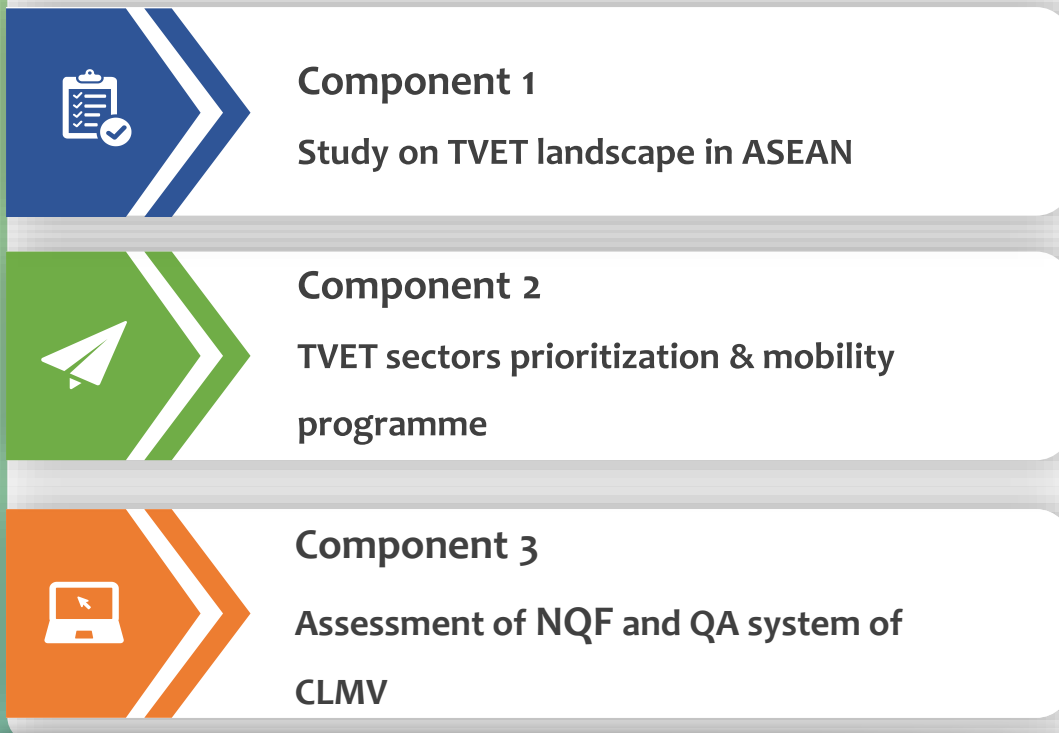 Component 1
Study on TVET landscape in ASEAN
Component 2
TVET sectors prioritization & mobility
programme
Component 3
Assessment of NQF and QA system of
CLMV